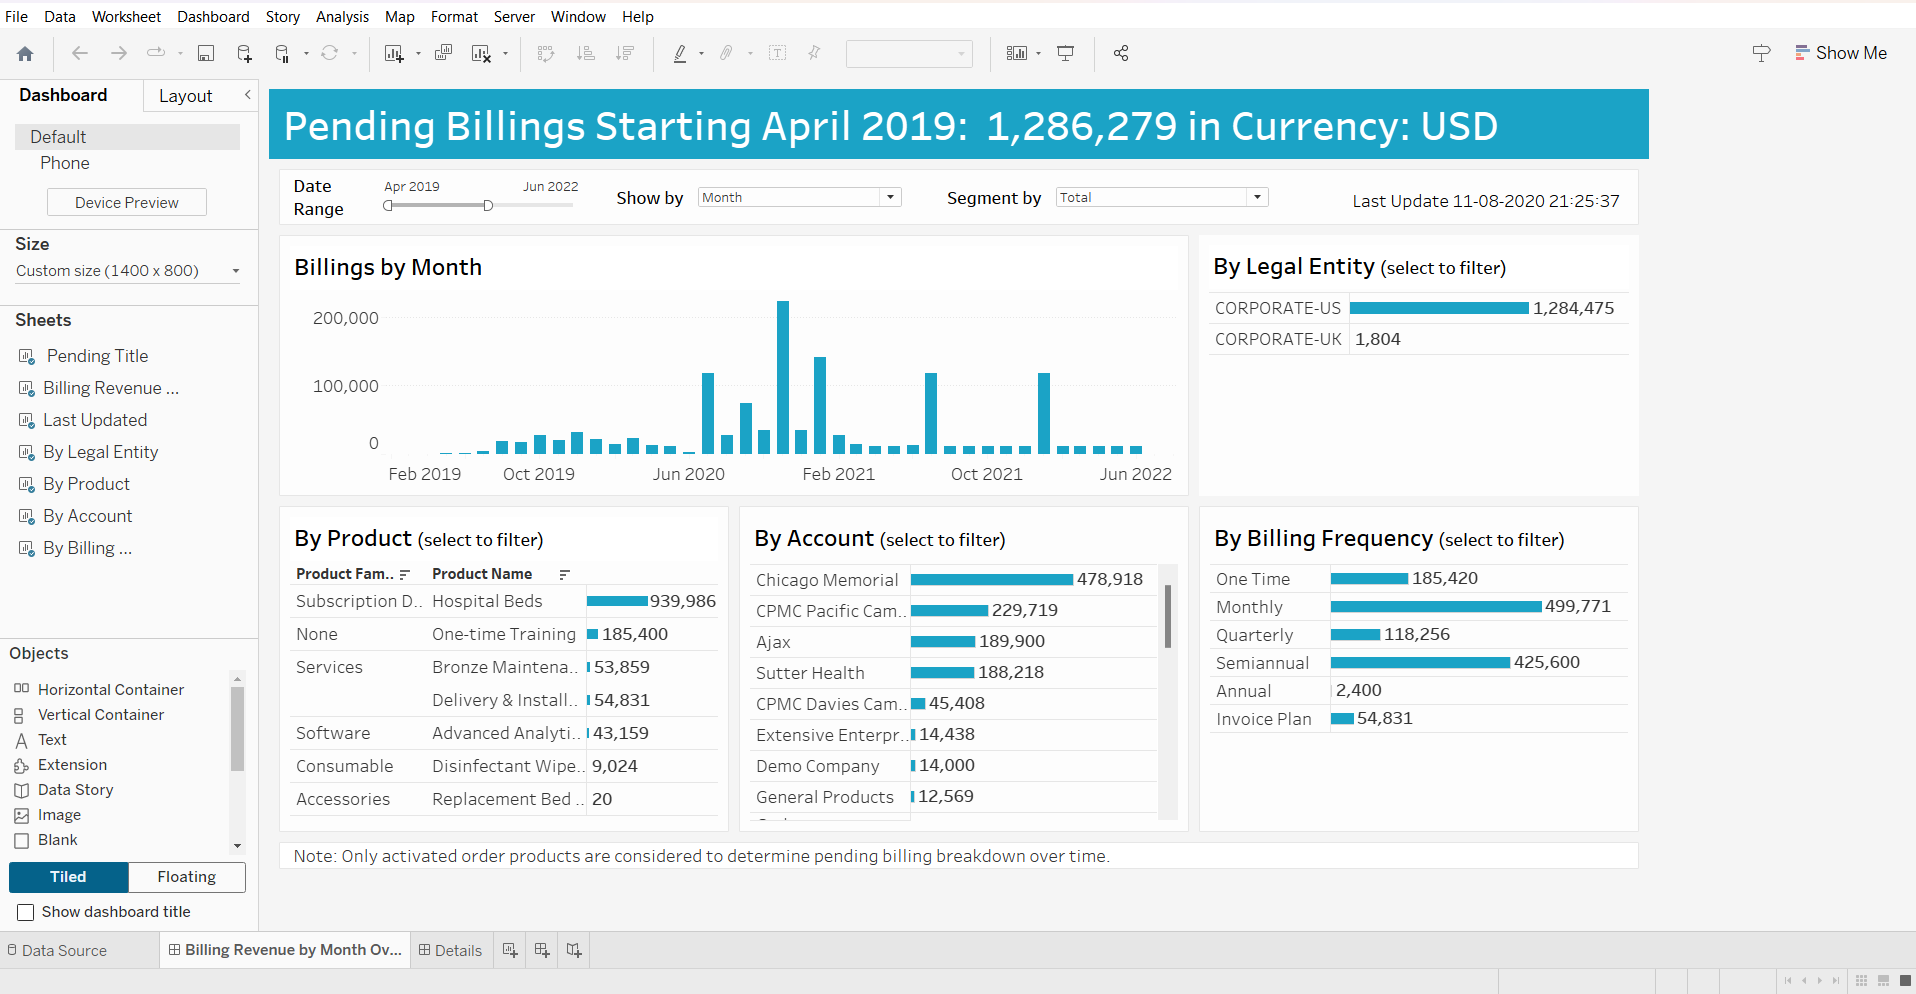 File Data Worksheet Dashboard Story Analysis Map Format Server Window Help
Show Me
Dashboard Layout
Default
Phone
Device Preview
Size
Custom size (1400 x 800)
Sheets
Pending Title
Billing Revenue ...
Last Updated
By Legal Entity
By Product
By Account
By Billing ...
Objects
Horizontal Container
Vertical Container
Text
Extension
Data Story
Image
Blank
Tiled Floating
Show dashboard title
Pending Billings Starting April 2019: 1,286,279 in Currency: USD
Date Range
Apr 2019 Jun 2022
Show by Month
Segment by Total
Last Update 11-08-2020 21:25:37
Billings by Month
200,000
100,000
0
Feb 2019 Oct 2019 Jun 2020 Feb 2021 Oct 2021 Jun 2022
By Legal Entity (select to filter)
CORPORATE-US 1,284,475
CORPORATE-UK 1,804
By Product (select to filter)
Product Fam.. Product Name
Subscription D.. Hospital Beds 939,986
None One-time Training 185,400
Services Bronze Maintena.. 53,859
Delivery & Install.. 54,831
Software Advanced Analyti.. 43,159
Consumable Disinfectant Wipe.. 9,024
Accessories Replacement Bed .. 20
By Account (select to filter)
Chicago Memorial 478,918
CPMC Pacific Cam.. 229,719
Ajax 189,900
Sutter Health 188,218
CPMC Davies Cam.. 45,408
Extensive Enterpr.. 14,438
Demo Company 14,000
General Products 12,569
By Billing Frequency (select to filter)
One Time 185,420
Monthly 499,771
Quarterly 118,256
Semiannual 425,600
Annual 2,400
Invoice Plan 54,831
Note: Only activated order products are considered to determine pending billing breakdown over time.
Data Source Billing Revenue by Month Ov... Details